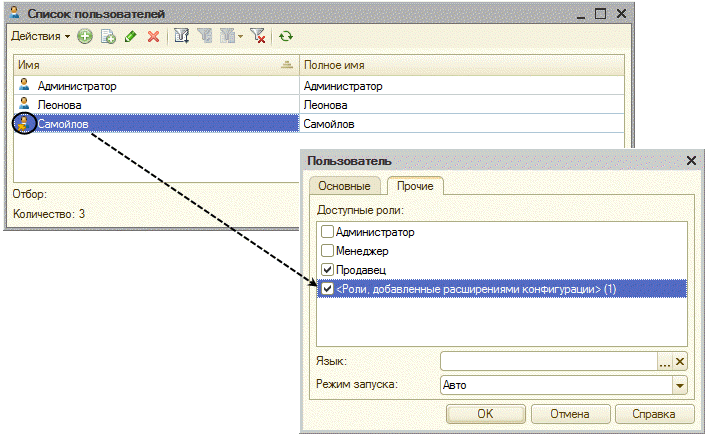 Список пользователей
Действия
Имя Полное имя
Администратор Администратор
Леонова Леонова
Самойлов Самойлов
Отбор:
Количество: 3
Пользователь
Основные Прочие
Доступные роли:
Администратор
Менеджер
Продавец
<Роли, добавленные расширениями конфигурации> (1)
Язык: ...
Режим запуска: Авто
OK Отмена Справка